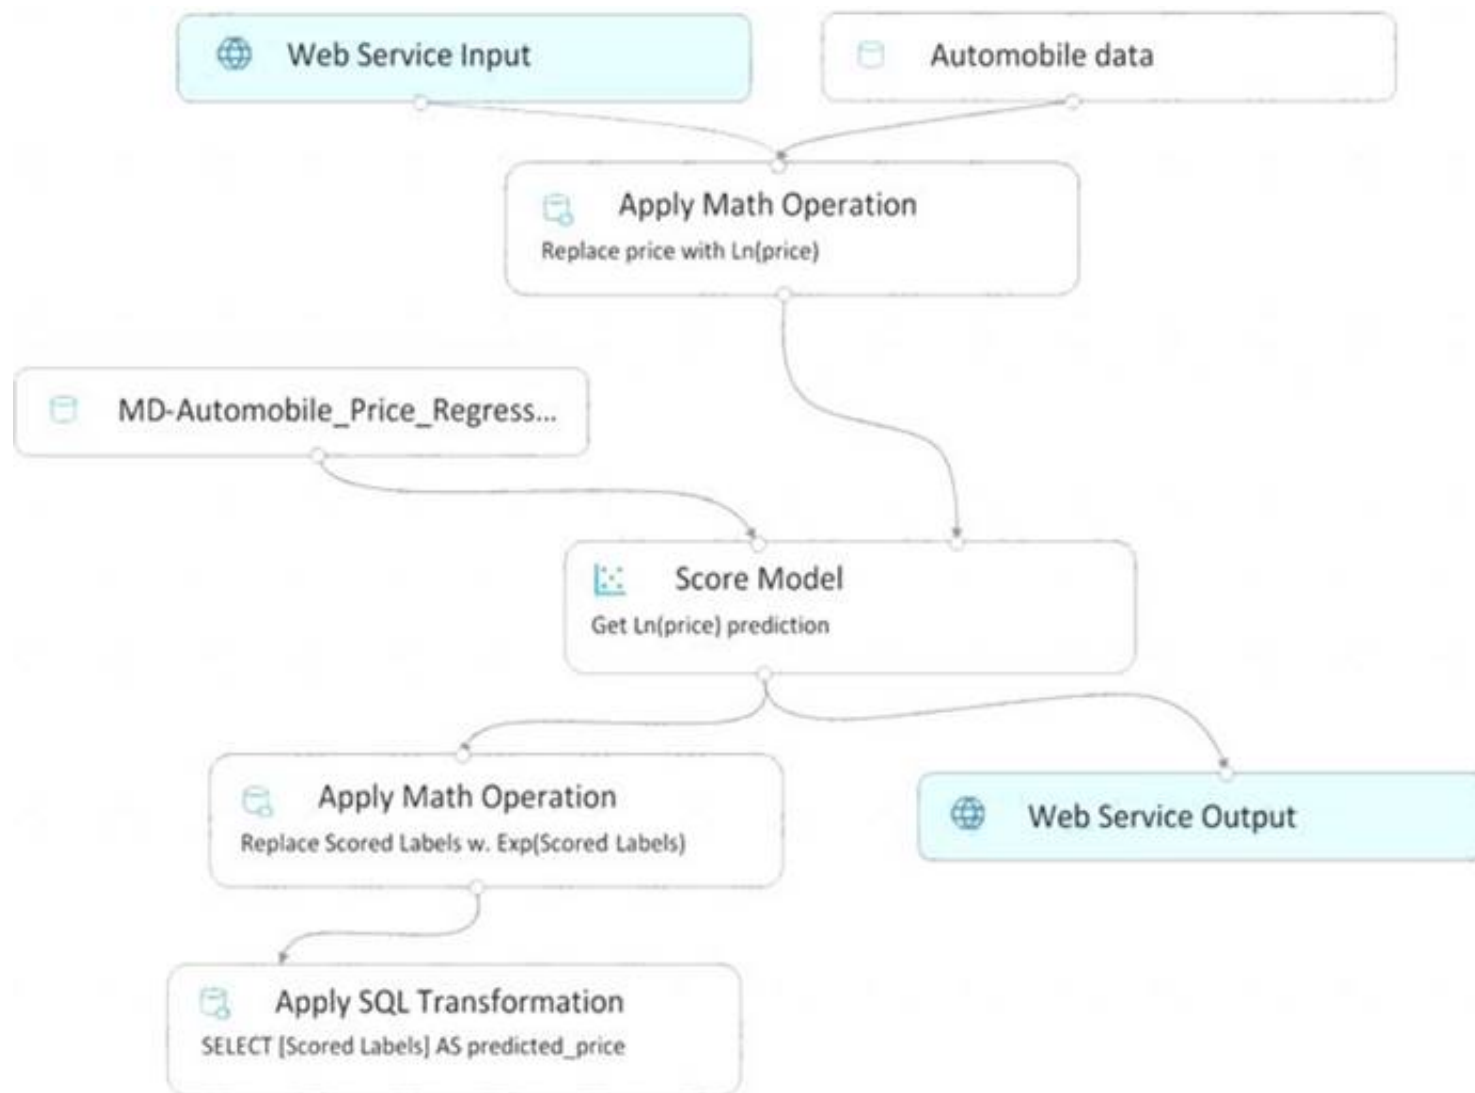 Web Service Input
Automobile data
Apply Math Operation
Replace price with Ln(price)
MD-Automobile_Price_Regress...
Score Model
Get Ln(price) prediction
Apply Math Operation
Replace Scored Labels w. Exp(Scored Labels)
Web Service Output
Apply SQL Transformation
SELECT [Scored Labels] AS predicted_price